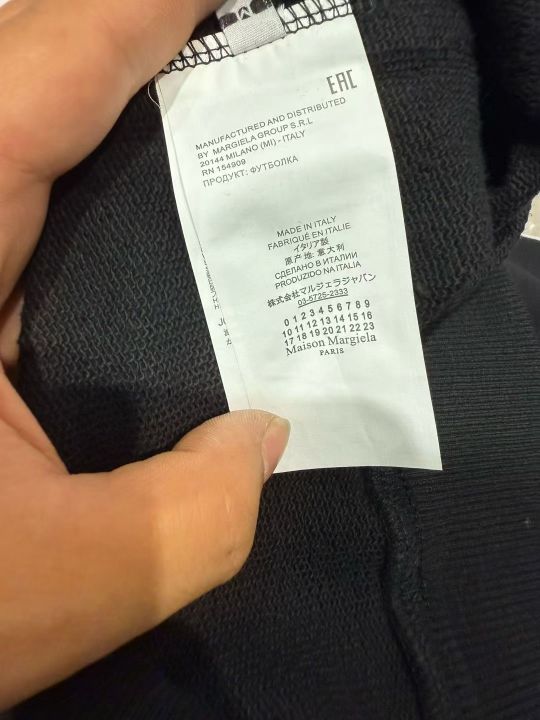 EAC
MANUFACTURED AND DISTRIBUTED
BY MARGIELA GROUP S.R.L
20144 MILANO (MI) - ITALY
RN 154909
ПРОДУКТ: ФУТБОЛКА
MADE IN ITALY
FABRIQUÉ EN ITALIE
イタリア製
原产地: 意大利
СДЕЛАНО В ИТАЛИИ
PRODUZIDO NA ITALIA
株式会社マルジェラジャパン
03-5725-2333
0 1 2 3 4 5 6 7 8 9
10 11 12 13 14 15 16
17 18 19 20 21 22 23
Maison Margiela
PARIS